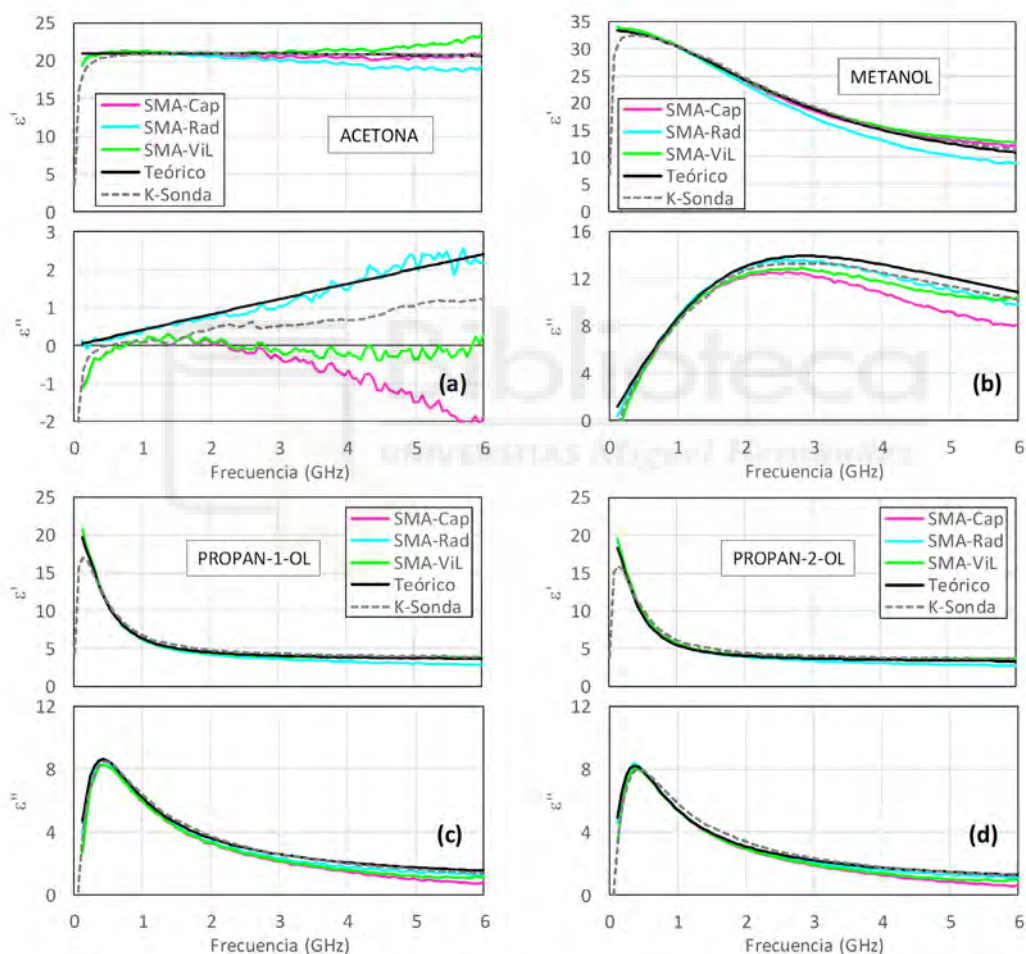 25
20
15
10
5
0
ε'
SMA-Cap
SMA-Rad
SMA-ViL
Teórico
K-Sonda
ACETONA
35
30
25
20
15
10
5
0
ε'
METANOL
SMA-Cap
SMA-Rad
SMA-ViL
Teórico
K-Sonda
3
2
1
0
-1
-2
ε''
(a)
0 1 2 3 4 5 6
Frecuencia (GHz)
16
12
8
4
0
ε''
(b)
0 1 2 3 4 5 6
Frecuencia (GHz)
Biblioteca
UNIVERSITAS Miguel Hernández
25
20
15
10
5
0
ε'
PROPAN-1-OL
SMA-Cap
SMA-Rad
SMA-ViL
Teórico
K-Sonda
25
20
15
10
5
0
ε'
PROPAN-2-OL
SMA-Cap
SMA-Rad
SMA-ViL
Teórico
K-Sonda
12
8
4
0
ε''
(c)
0 1 2 3 4 5 6
Frecuencia (GHz)
12
8
4
0
ε''
(d)
0 1 2 3 4 5 6
Frecuencia (GHz)